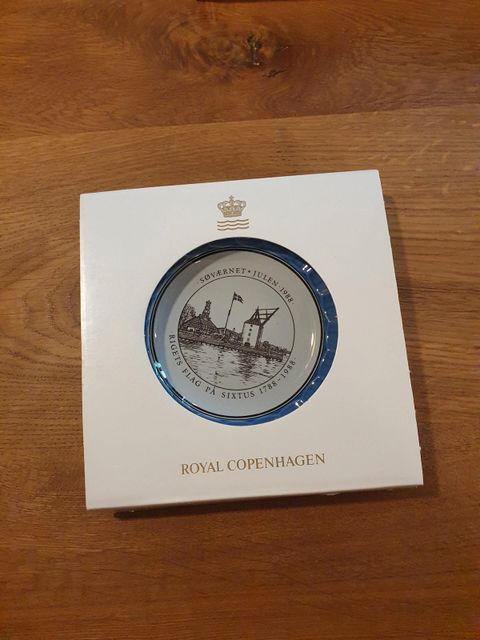 SØVÆRNET • JULEN 1988
RIGETS FLAG PÅ SIXTUS 1788 - 1988
ROYAL COPENHAGEN